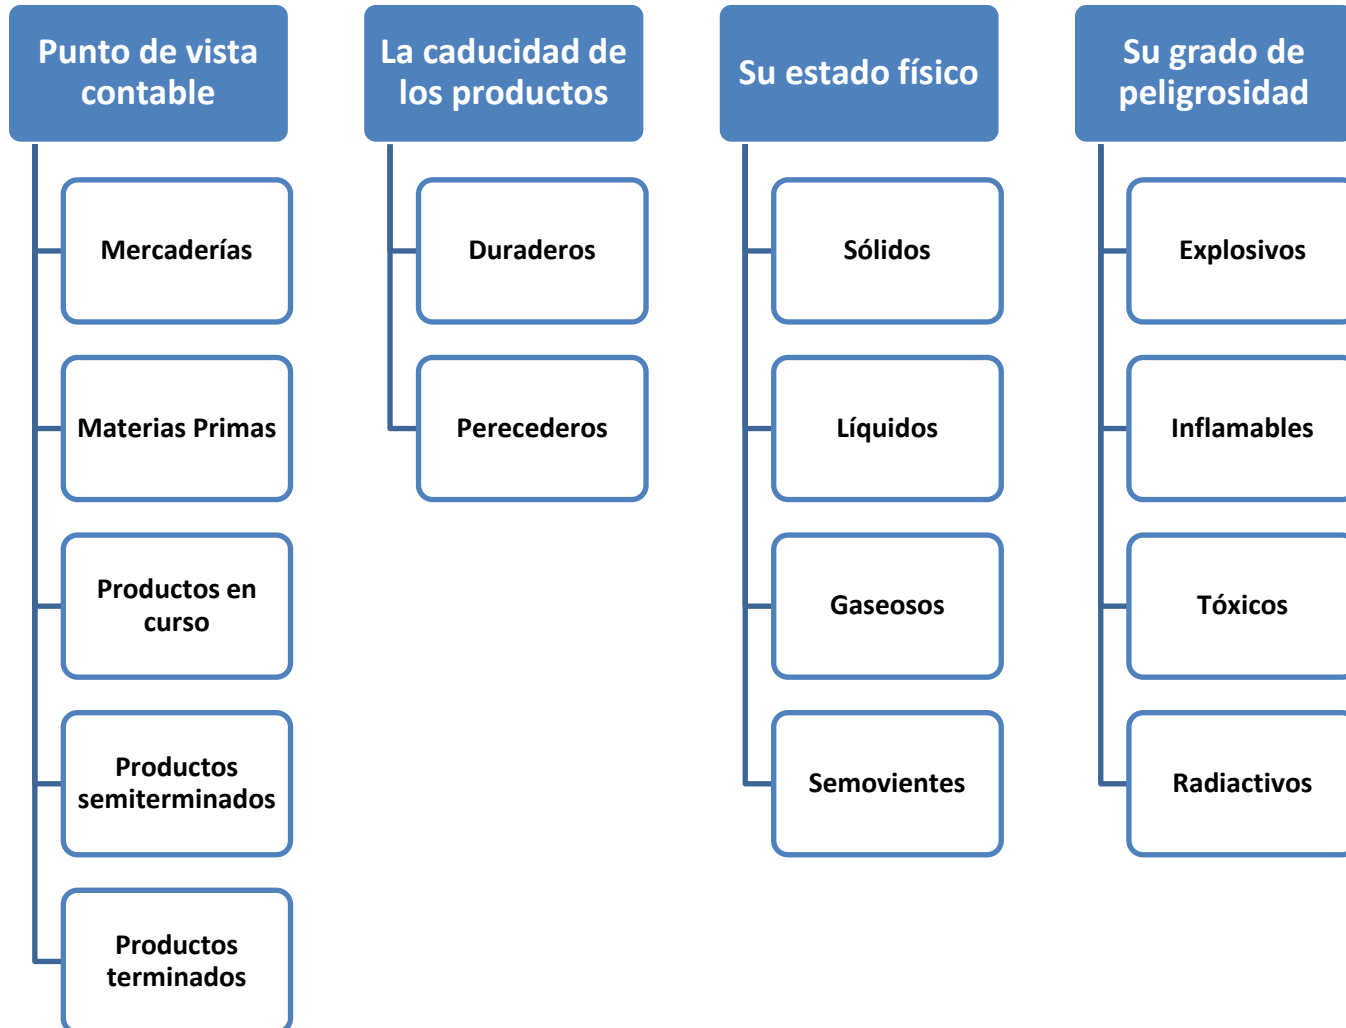 Punto de vista
contable
Mercaderías
Materias Primas
Productos en
curso
Productos
semiterminados
Productos
terminados
La caducidad de
los productos
Duraderos
Perecederos
Su estado físico
Sólidos
Líquidos
Gaseosos
Semovientes
Su grado de
peligrosidad
Explosivos
Inflamables
Tóxicos
Radiactivos